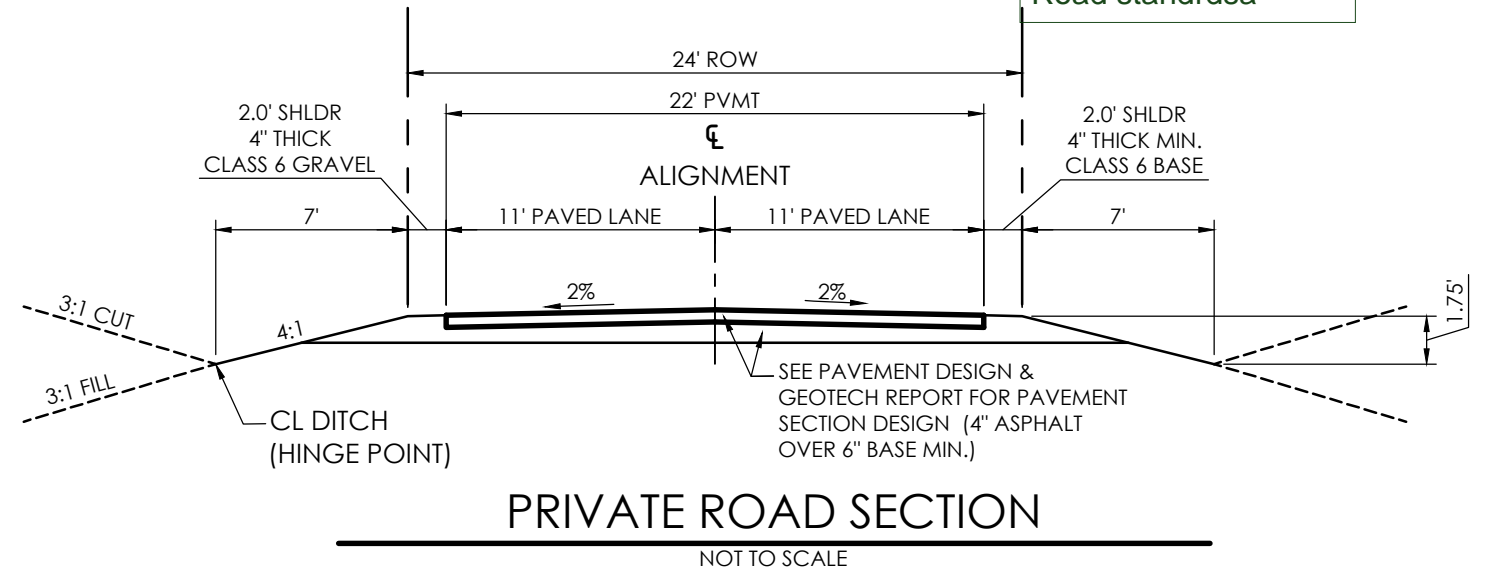 Road standrdsa
24' ROW
22' PVMT
℄
ALIGNMENT
2.0' SHLDR
4" THICK
CLASS 6 GRAVEL
2.0' SHLDR
4" THICK MIN.
CLASS 6 BASE
7'
11' PAVED LANE
11' PAVED LANE
7'
2%
2%
3:1 CUT
4:1
3:1 FILL
1.75'
CL DITCH
(HINGE POINT)
SEE PAVEMENT DESIGN &
GEOTECH REPORT FOR PAVEMENT
SECTION DESIGN (4" ASPHALT
OVER 6" BASE MIN.)
PRIVATE ROAD SECTION
NOT TO SCALE